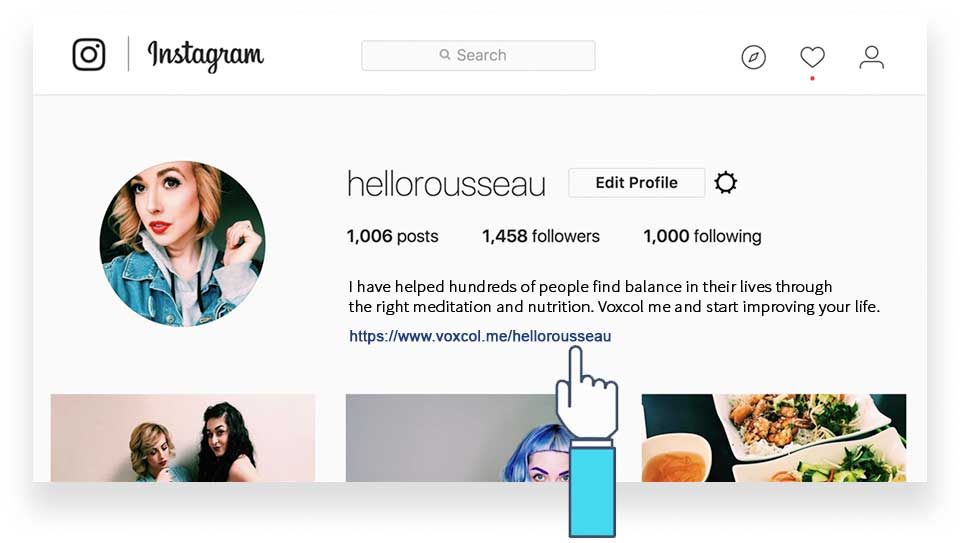 Instagram
Search
hellorousseau
Edit Profile
1,006 posts 1,458 followers 1,000 following
I have helped hundreds of people find balance in their lives through
the right meditation and nutrition. Voxcol me and start improving your life.
https://www.voxcol.me/hellorousseau